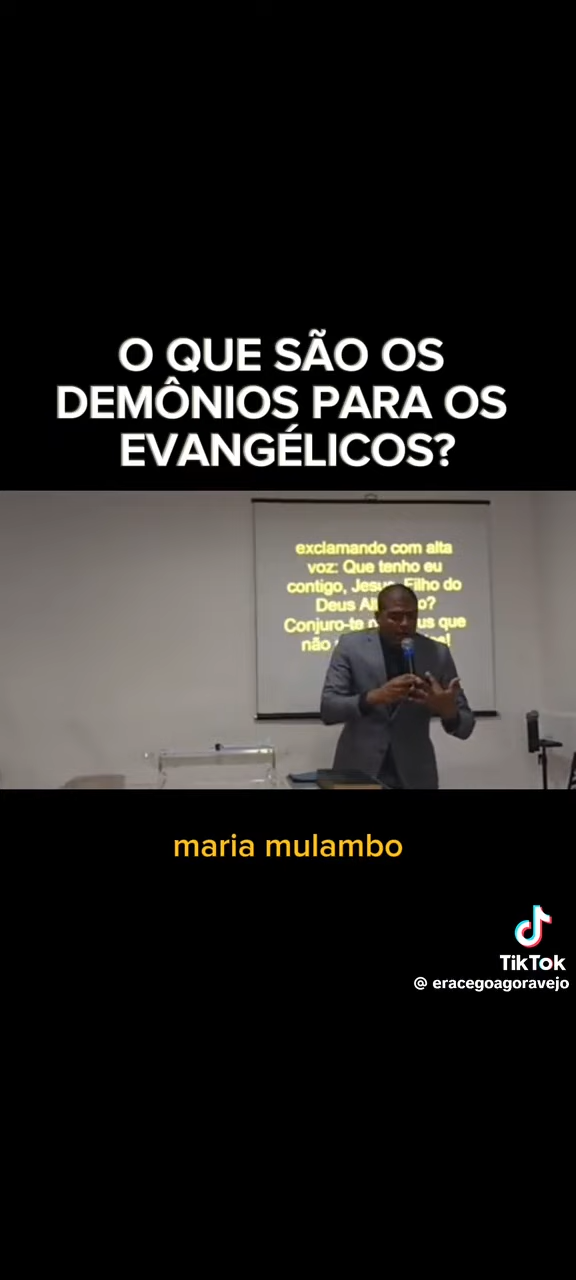 O QUE SÃO OS
DEMÔNIOS PARA OS
EVANGÉLICOS?
exclamando com alta
voz: Que tenho eu
contigo, Jesus, Filho do
Deus
Conjuro-te que
não
maria mulambo
TikTok
@ eracegoagoravejo